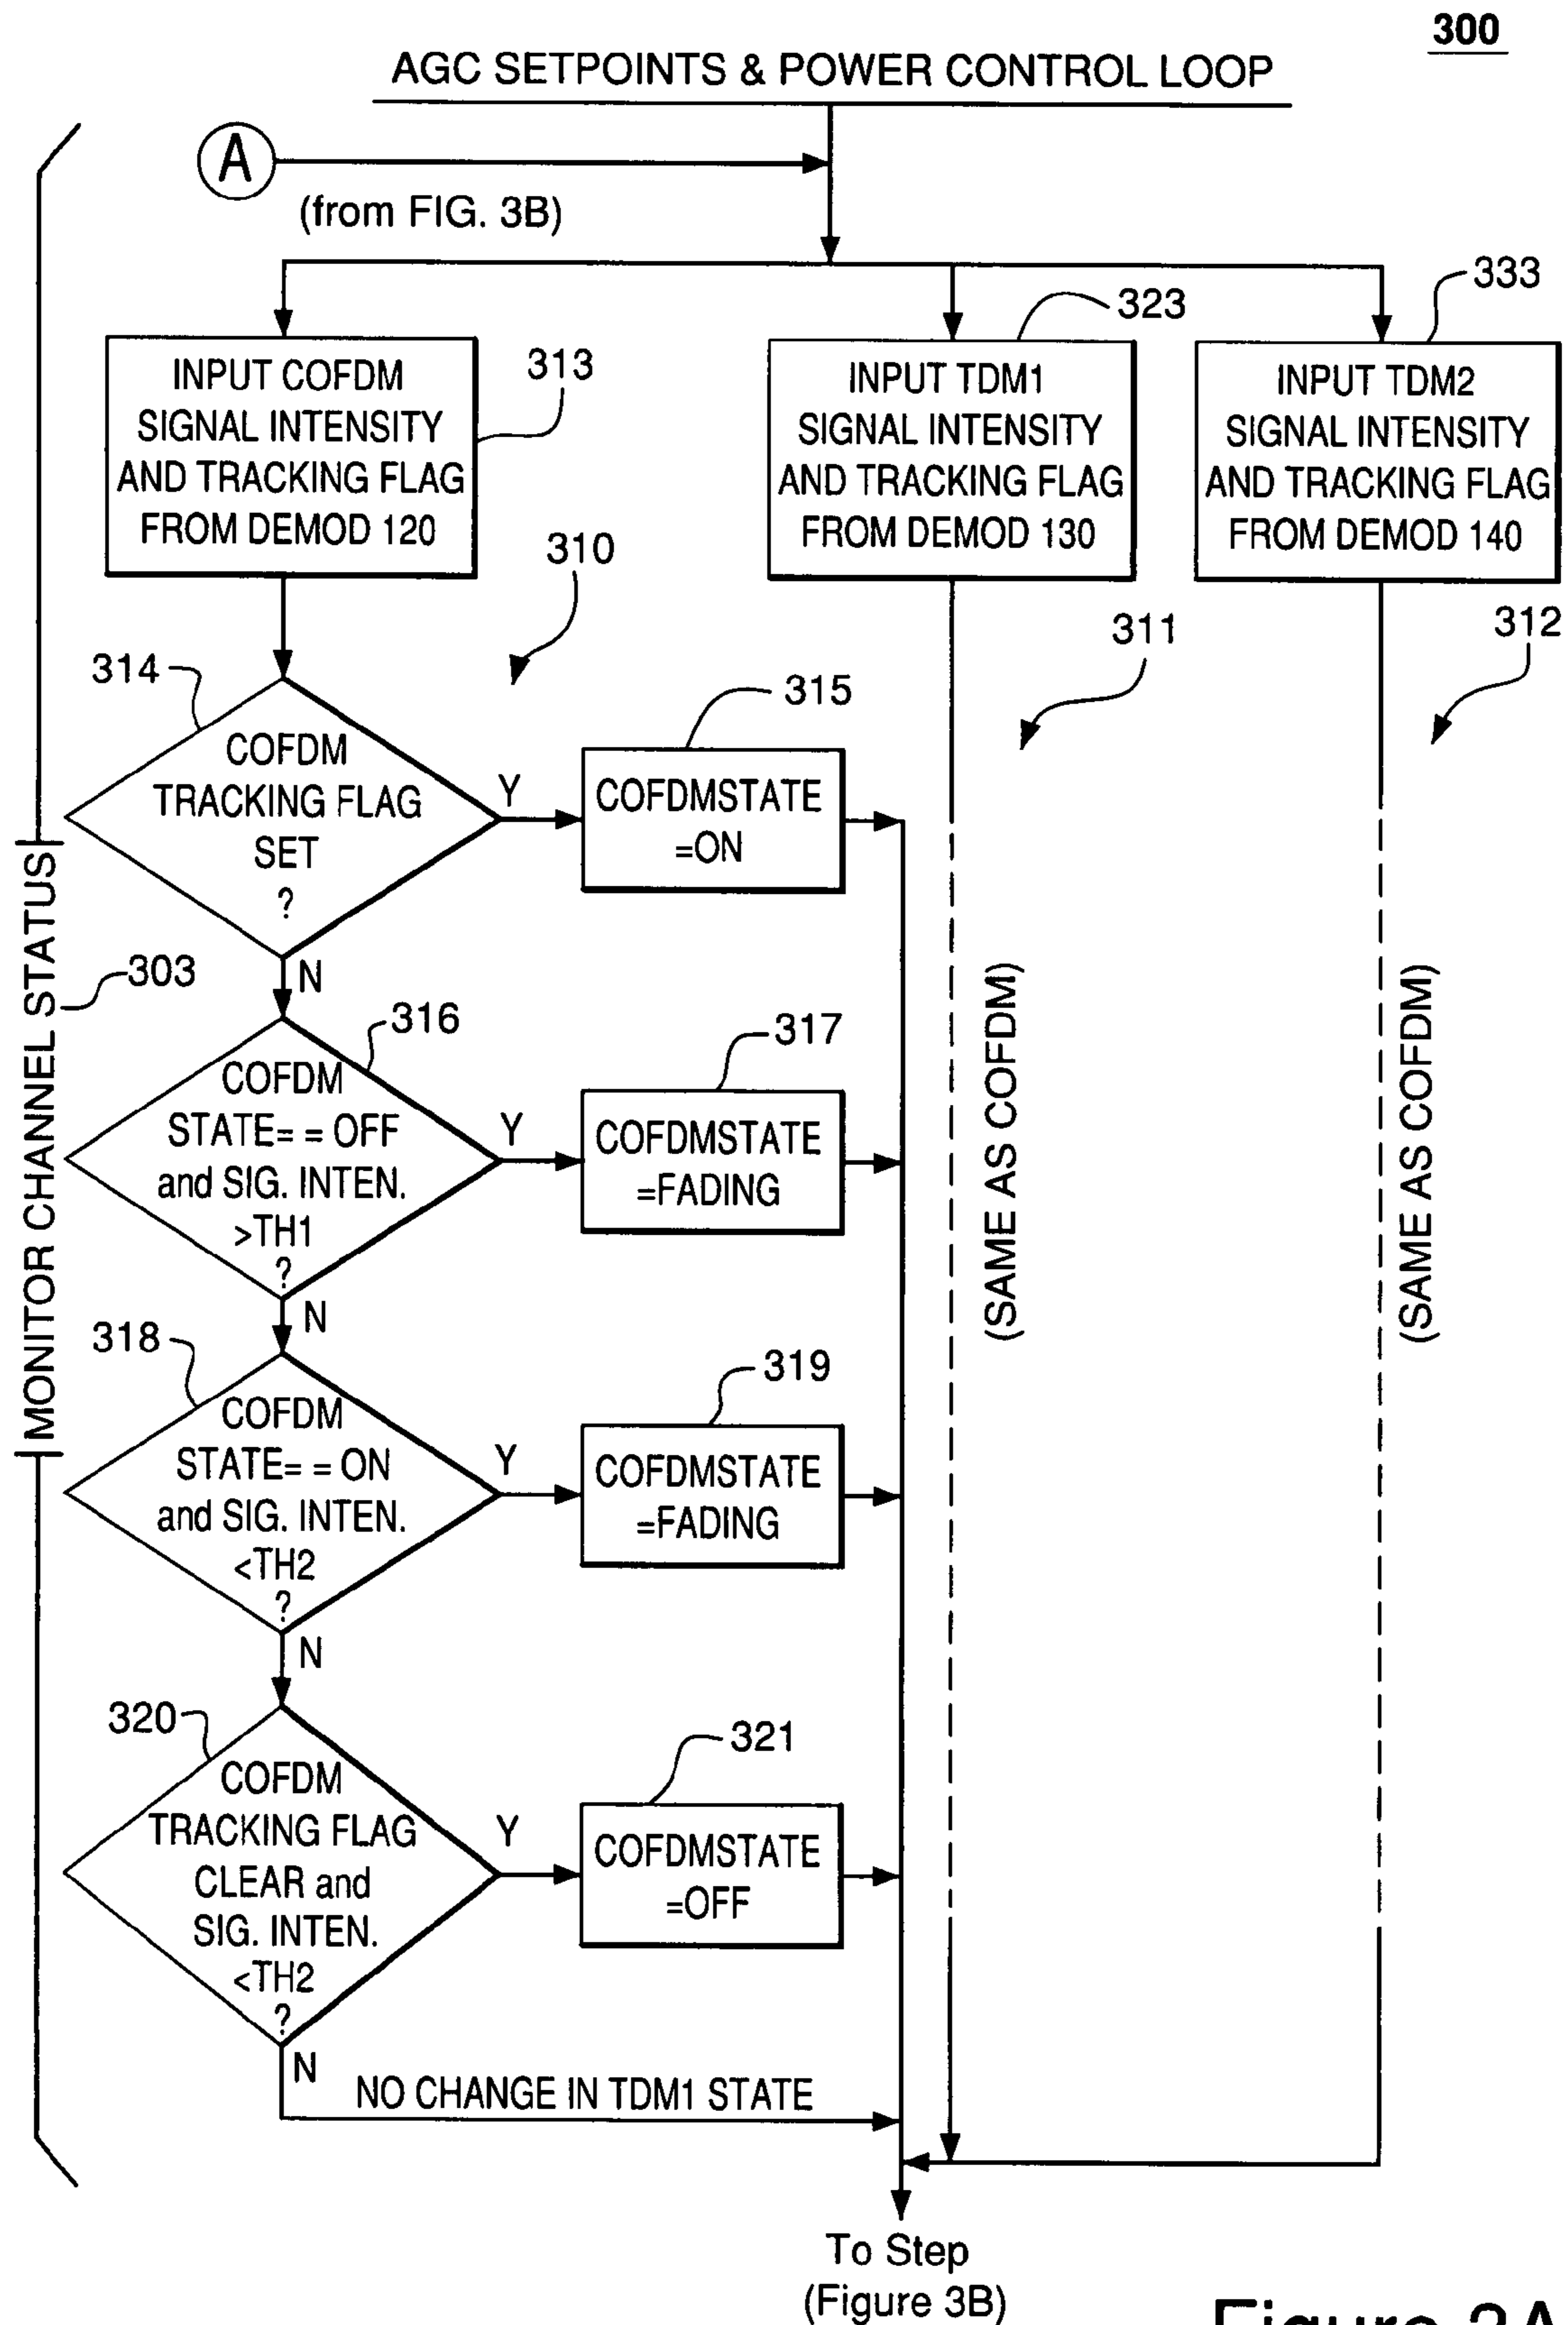 300
AGC SETPOINTS & POWER CONTROL LOOP
A
(from FIG. 3B)
333
323
313
INPUT COFDM
SIGNAL INTENSITY
AND TRACKING FLAG
FROM DEMOD 120
INPUT TDM1
SIGNAL INTENSITY
AND TRACKING FLAG
FROM DEMOD 130
INPUT TDM2
SIGNAL INTENSITY
AND TRACKING FLAG
FROM DEMOD 140
310
311
312
314
315
COFDM
TRACKING FLAG
SET
?
Y
COFDMSTATE
=ON
N
MONITOR CHANNEL STATUS
303
316
317
COFDM
STATE= = OFF
and SIG. INTEN.
>TH1
?
Y
COFDMSTATE
=FADING
N
(SAME AS COFDM)
(SAME AS COFDM)
318
319
COFDM
STATE= = ON
and SIG. INTEN.
<TH2
?
Y
COFDMSTATE
=FADING
N
320
321
COFDM
TRACKING FLAG
CLEAR and
SIG. INTEN.
<TH2
?
Y
COFDMSTATE
=OFF
N
NO CHANGE IN TDM1 STATE
To Step
(Figure 3B)
Figure 3A